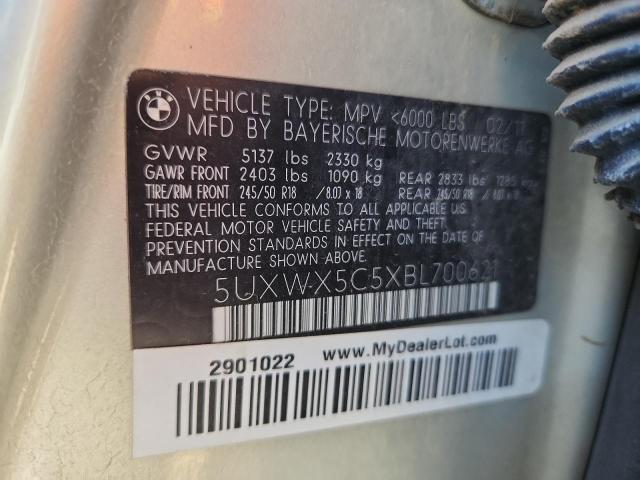 BMW
VEHICLE TYPE: MPV <6000 LBS 02/11
MFD BY BAYERISCHE MOTORENWERKE AG
GVWR 5137 lbs 2330 kg
GAWR FRONT 2403 lbs 1090 kg REAR 2833 lbs 1285 kg
TIRE/RIM FRONT 245/50 R18 / 8.0J x 18 REAR 245/50 R18 / 8.0J x 18
THIS VEHICLE CONFORMS TO ALL APPLICABLE U.S.
FEDERAL MOTOR VEHICLE SAFETY AND THEFT
PREVENTION STANDARDS IN EFFECT ON THE DATE OF
MANUFACTURE SHOWN ABOVE.
5UXWX5C5XBL700621
2901022 www.MyDealerLot.com